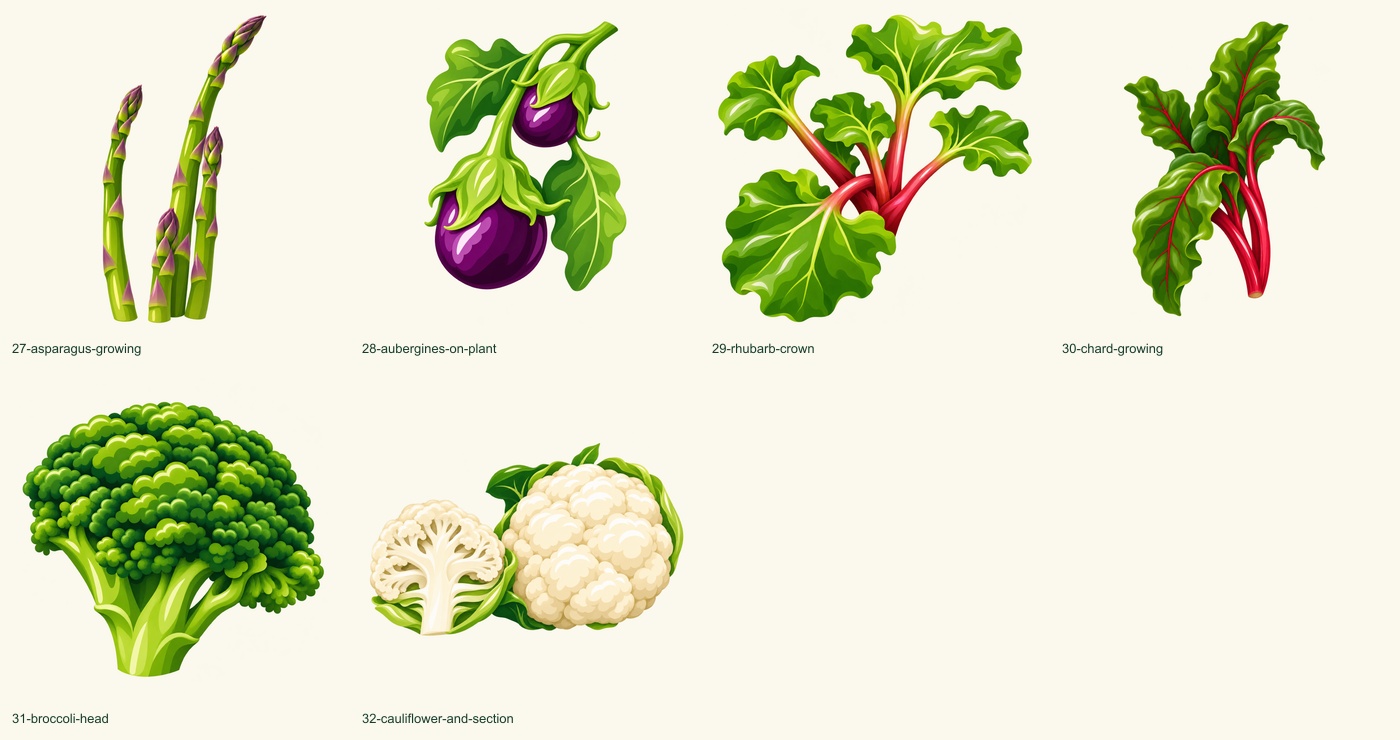 27-asparagus-growing
28-aubergines-on-plant
29-rhubarb-crown
30-chard-growing
31-broccoli-head
32-cauliflower-and-section